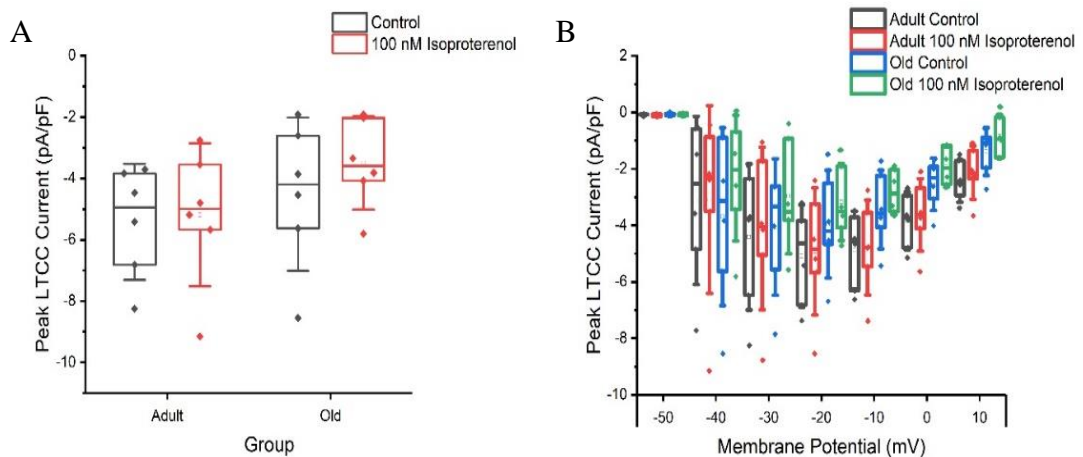 A
Control
100 nM Isoproterenol
Peak LTCC Current (pA/pF)
0
-2
-4
-6
-8
-10
Adult
Old
Group
B
Adult Control
Adult 100 nM Isoproterenol
Old Control
Old 100 nM Isoproterenol
Peak LTCC Current (pA/pF)
2
0
-2
-4
-6
-8
-10
-50 -40 -30 -20 -10 0 10
Membrane Potential (mV)